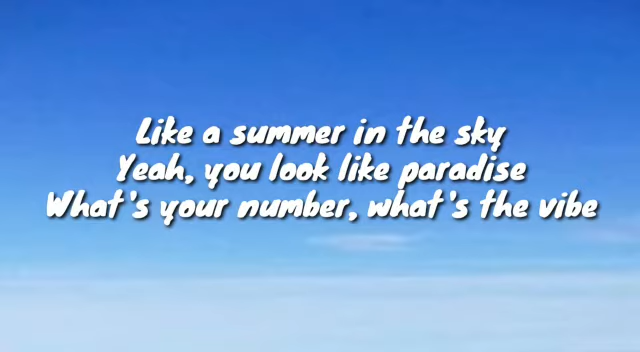 Like a summer in the sky
Yeah, you look like paradise
What's your number, what's the vibe